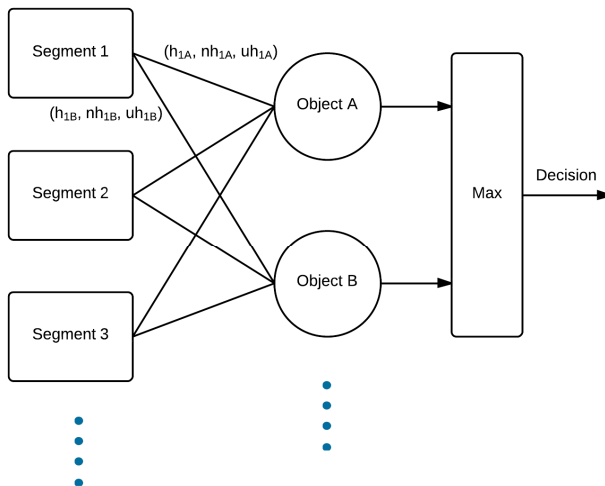 Segment 1
(h1A, nh1A, uh1A)
Object A
(h1B, nh1B, uh1B)
Segment 2
Max
Decision
Object B
Segment 3